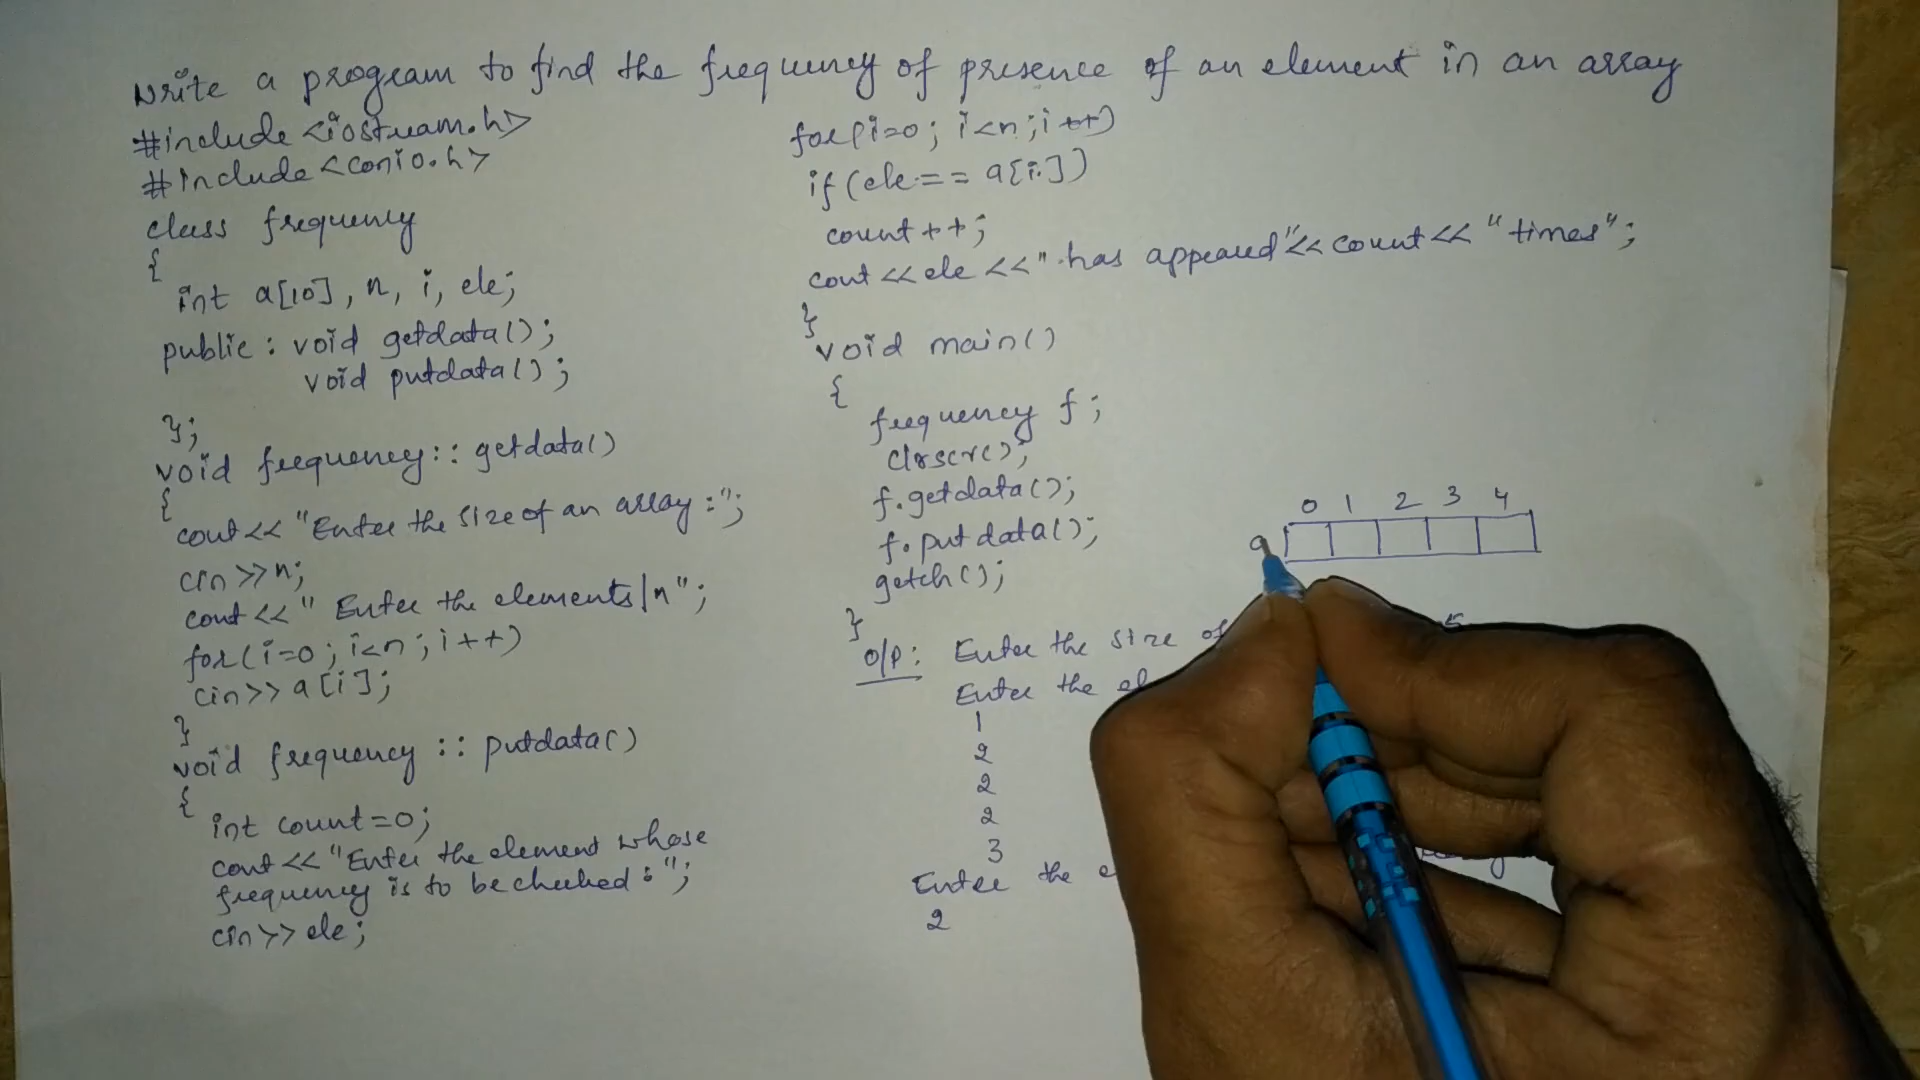 Write a program to find the frequency of presence of an element in an array
#include <iostream.h>
#include <conio.h>
class frequency
{
int a[10], n, i, ele;
public : void getdata();
void putdata();
};
void frequency :: getdata()
{
cout << "Enter the size of an array :";
cin >> n;
cout << " Enter the elements\n";
for(i=0; i<n; i++)
cin>> a[i];
}
void frequency :: putdata()
{
int count=0;
cout << "Enter the element whose
frequency is to be checked : ";
cin>> ele;
for(i=0; i<n; i++)
if (ele == a[i])
count++;
cout << ele << " has appeared" << count << "times";
}
void main()
{
frequency f;
clrscr();
f.getdata();
f.putdata();
getch();
}
0 1 2 3 4
a
O/P: Enter the size of 5
Enter the el
1
2
2
2
3
Enter the e
2